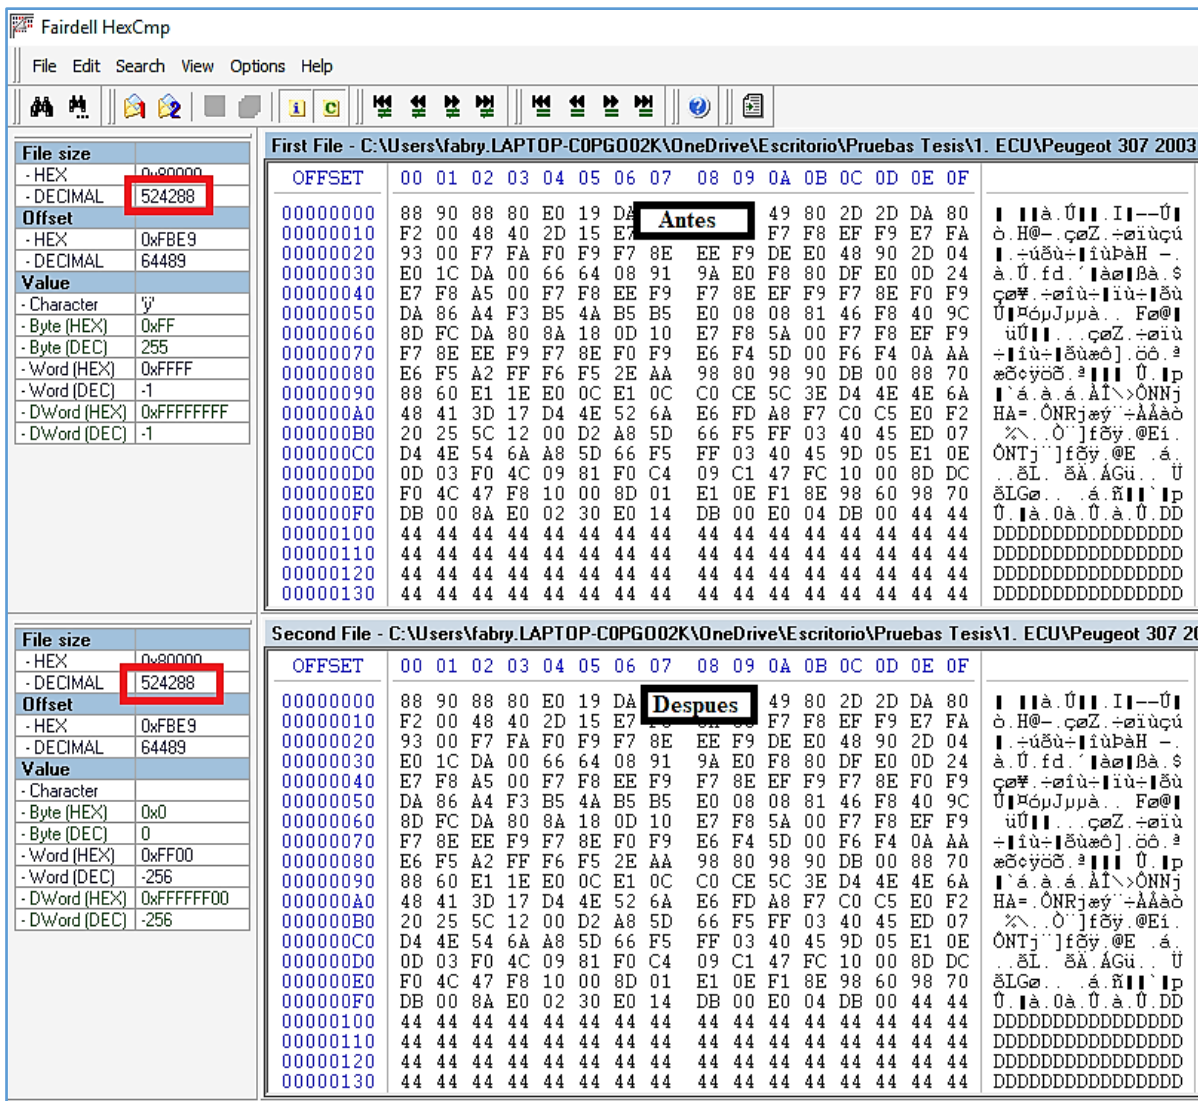 Fairdell HexCmp
File Edit Search View Options Help
First File - C:\Users\fabry.LAPTOP-C0PGO02K\OneDrive\Escritorio\Pruebas Tesis\1. ECU\Peugeot 307 2003
File size
- HEX 0x80000
- DECIMAL 524288
Offset
- HEX 0xFBE9
- DECIMAL 64489
Value
- Character 'ÿ'
- Byte (HEX) 0xFF
- Byte (DEC) 255
- Word (HEX) 0xFFFF
- Word (DEC) -1
- DWord (HEX) 0xFFFFFFFF
- DWord (DEC) -1
OFFSET 00 01 02 03 04 05 06 07 08 09 0A 0B 0C 0D 0E 0F
Antes
00000000 88 90 88 80 E0 19 DA 49 80 2D 2D DA 80
00000010 F2 00 48 40 2D 15 E7 F7 F8 EF F9 E7 FA
00000020 93 00 F7 FA F0 F9 F7 8E EE F9 DE E0 48 90 2D 04
00000030 E0 1C DA 00 66 64 08 91 9A E0 F8 80 DF E0 0D 24
00000040 E7 F8 A5 00 F7 F8 EE F9 F7 8E EF F9 F7 8E F0 F9
00000050 DA 86 A4 F3 B5 4A B5 B5 E0 08 08 81 46 F8 40 9C
00000060 8D FC DA 80 8A 18 0D 10 E7 F8 5A 00 F7 F8 EF F9
00000070 F7 8E EE F9 F7 8E F0 F9 E6 F4 5D 00 F6 F4 0A AA
00000080 E6 F5 A2 FF F6 F5 2E AA 98 80 98 90 DB 00 88 70
00000090 88 60 E1 1E E0 0C E1 0C C0 CE 5C 3E D4 4E 4E 6A
000000A0 48 41 3D 17 D4 4E 52 6A E6 FD A8 F7 C0 C5 E0 F2
000000B0 20 25 5C 12 00 D2 A8 5D 66 F5 FF 03 40 45 ED 07
000000C0 D4 4E 54 6A A8 5D 66 F5 FF 03 40 45 9D 05 E1 0E
000000D0 0D 03 F0 4C 09 81 F0 C4 09 C1 47 FC 10 00 8D DC
000000E0 F0 4C 47 F8 10 00 8D 01 E1 0E F1 8E 98 60 98 70
000000F0 DB 00 8A E0 02 30 E0 14 DB 00 E0 04 DB 00 44 44
00000100 44 44 44 44 44 44 44 44 44 44 44 44 44 44 44 44 DDDDDDDDDDDDDDDD
00000110 44 44 44 44 44 44 44 44 44 44 44 44 44 44 44 44 DDDDDDDDDDDDDDDD
00000120 44 44 44 44 44 44 44 44 44 44 44 44 44 44 44 44 DDDDDDDDDDDDDDDD
00000130 44 44 44 44 44 44 44 44 44 44 44 44 44 44 44 44 DDDDDDDDDDDDDDDD
Second File - C:\Users\fabry.LAPTOP-C0PGO02K\OneDrive\Escritorio\Pruebas Tesis\1. ECU\Peugeot 307 20
File size
- HEX 0x80000
- DECIMAL 524288
Offset
- HEX 0xFBE9
- DECIMAL 64489
Value
- Character
- Byte (HEX) 0x0
- Byte (DEC) 0
- Word (HEX) 0xFF00
- Word (DEC) -256
- DWord (HEX) 0xFFFFFF00
- DWord (DEC) -256
OFFSET 00 01 02 03 04 05 06 07 08 09 0A 0B 0C 0D 0E 0F
Despues
00000000 88 90 88 80 E0 19 DA 49 80 2D 2D DA 80
00000010 F2 00 48 40 2D 15 E7 F7 F8 EF F9 E7 FA
00000020 93 00 F7 FA F0 F9 F7 8E EE F9 DE E0 48 90 2D 04
00000030 E0 1C DA 00 66 64 08 91 9A E0 F8 80 DF E0 0D 24
00000040 E7 F8 A5 00 F7 F8 EE F9 F7 8E EF F9 F7 8E F0 F9
00000050 DA 86 A4 F3 B5 4A B5 B5 E0 08 08 81 46 F8 40 9C
00000060 8D FC DA 80 8A 18 0D 10 E7 F8 5A 00 F7 F8 EF F9
00000070 F7 8E EE F9 F7 8E F0 F9 E6 F4 5D 00 F6 F4 0A AA
00000080 E6 F5 A2 FF F6 F5 2E AA 98 80 98 90 DB 00 88 70
00000090 88 60 E1 1E E0 0C E1 0C C0 CE 5C 3E D4 4E 4E 6A
000000A0 48 41 3D 17 D4 4E 52 6A E6 FD A8 F7 C0 C5 E0 F2
000000B0 20 25 5C 12 00 D2 A8 5D 66 F5 FF 03 40 45 ED 07
000000C0 D4 4E 54 6A A8 5D 66 F5 FF 03 40 45 9D 05 E1 0E
000000D0 0D 03 F0 4C 09 81 F0 C4 09 C1 47 FC 10 00 8D DC
000000E0 F0 4C 47 F8 10 00 8D 01 E1 0E F1 8E 98 60 98 70
000000F0 DB 00 8A E0 02 30 E0 14 DB 00 E0 04 DB 00 44 44
00000100 44 44 44 44 44 44 44 44 44 44 44 44 44 44 44 44 DDDDDDDDDDDDDDDD
00000110 44 44 44 44 44 44 44 44 44 44 44 44 44 44 44 44 DDDDDDDDDDDDDDDD
00000120 44 44 44 44 44 44 44 44 44 44 44 44 44 44 44 44 DDDDDDDDDDDDDDDD
00000130 44 44 44 44 44 44 44 44 44 44 44 44 44 44 44 44 DDDDDDDDDDDDDDDD